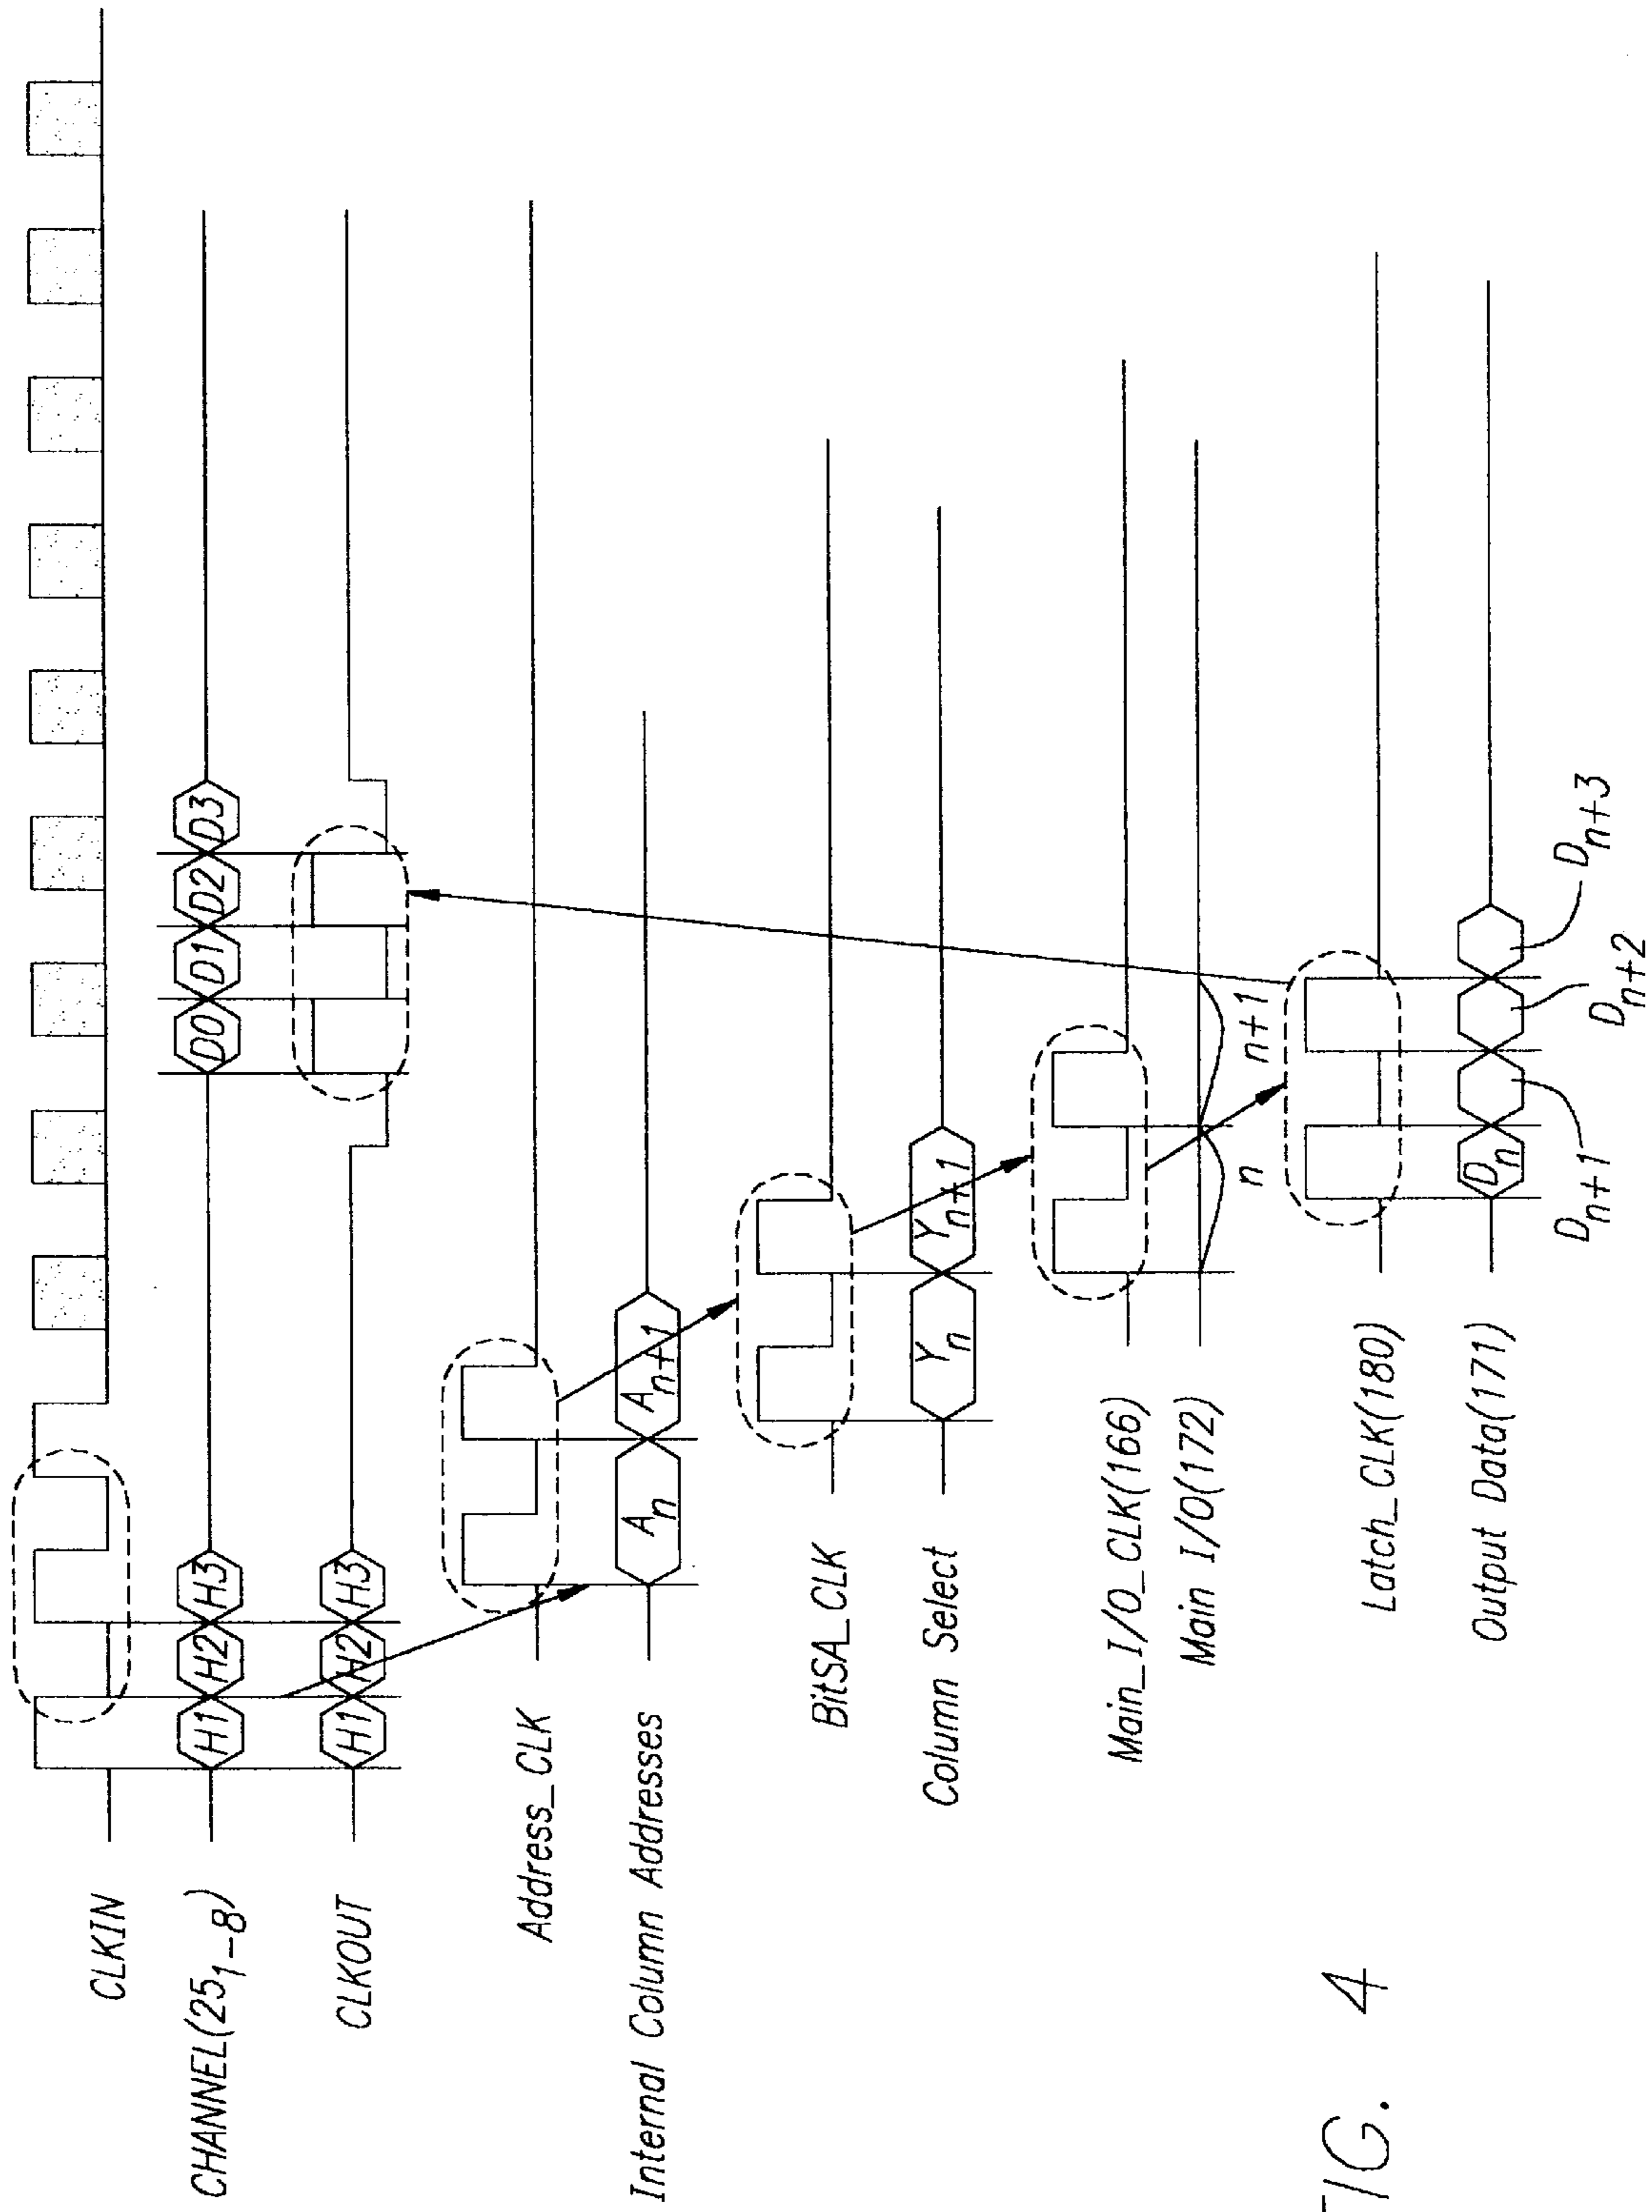 CLKIN
CHANNEL(25₁₋₈) H1 H2 H3 D0 D1 D2 D3
CLKOUT H1 H2 H3
Address_CLK
Internal Column Addresses Aₙ Aₙ₊₁
BitSA_CLK
Column Select Yₙ Yₙ₊₁
Main_I/O_CLK(166)
Main I/O(172) n n+1
Latch_CLK(180)
Output Data(171) Dₙ
Dₙ₊₁ Dₙ₊₂ Dₙ₊₃
FIG. 4